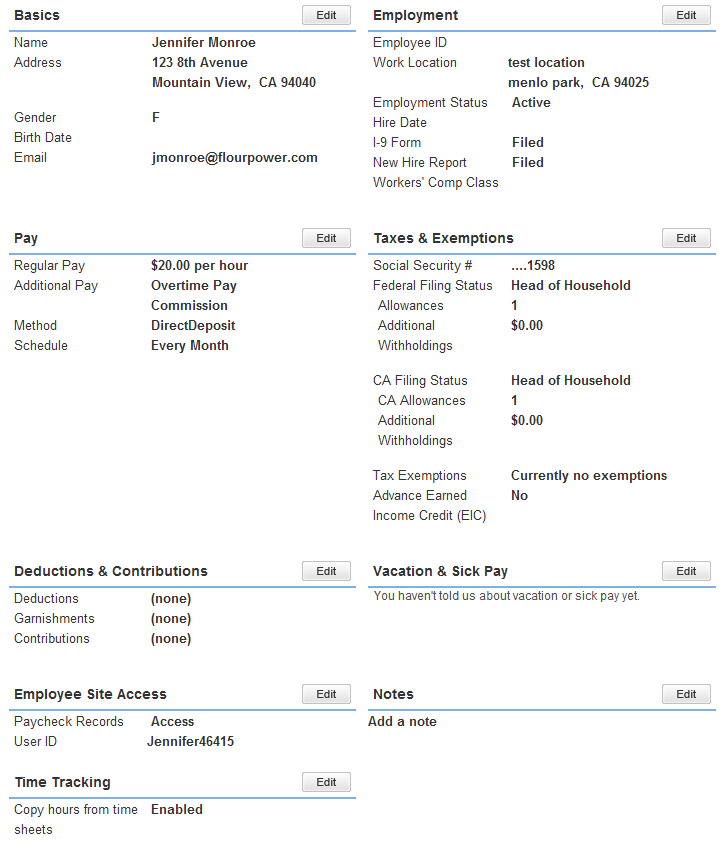 Basics Edit
Name Jennifer Monroe
Address 123 8th Avenue
Mountain View, CA 94040
Gender F
Birth Date
Email jmonroe@flourpower.com
Employment Edit
Employee ID
Work Location test location
menlo park, CA 94025
Employment Status Active
Hire Date
I-9 Form Filed
New Hire Report Filed
Workers' Comp Class
Pay Edit
Regular Pay $20.00 per hour
Additional Pay Overtime Pay
Commission
Method DirectDeposit
Schedule Every Month
Taxes & Exemptions Edit
Social Security # ....1598
Federal Filing Status Head of Household
Allowances 1
Additional $0.00
Withholdings
CA Filing Status Head of Household
CA Allowances 1
Additional $0.00
Withholdings
Tax Exemptions Currently no exemptions
Advance Earned No
Income Credit (EIC)
Deductions & Contributions Edit
Deductions (none)
Garnishments (none)
Contributions (none)
Vacation & Sick Pay Edit
You haven't told us about vacation or sick pay yet.
Employee Site Access Edit
Paycheck Records Access
User ID Jennifer46415
Notes Edit
Add a note
Time Tracking Edit
Copy hours from time Enabled
sheets